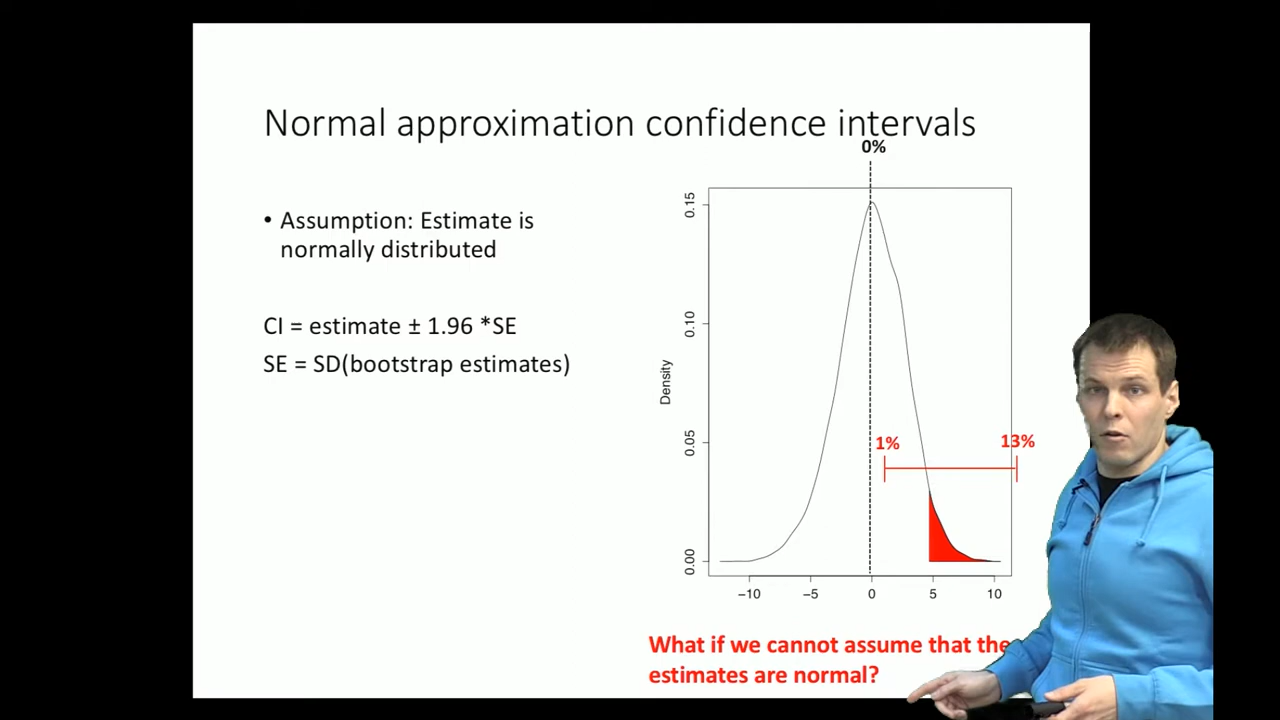 Normal approximation confidence intervals
0%
• Assumption: Estimate is
normally distributed
CI = estimate ± 1.96 *SE
SE = SD(bootstrap estimates)
0.15
0.10
0.05
0.00
Density
1%
13%
−10
−5
0
5
10
What if we cannot assume that the
estimates are normal?